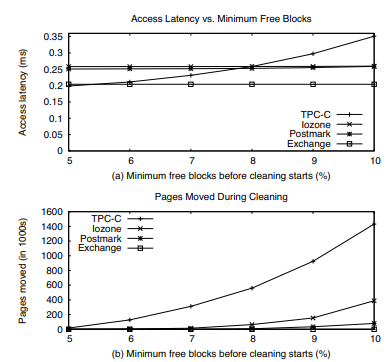 Access Latency vs. Minimum Free Blocks
Access latency (ms)
0.35
0.3
0.25
0.2
0.15
0.1
0.05
0
TPC-C
Iozone
Postmark
Exchange
5 6 7 8 9 10
(a) Minimum free blocks before cleaning starts (%)
Pages Moved During Cleaning
Pages moved (in 1000s)
1600
1400
1200
1000
800
600
400
200
0
TPC-C
Iozone
Postmark
Exchange
5 6 7 8 9 10
(b) Minimum free blocks before cleaning starts (%)